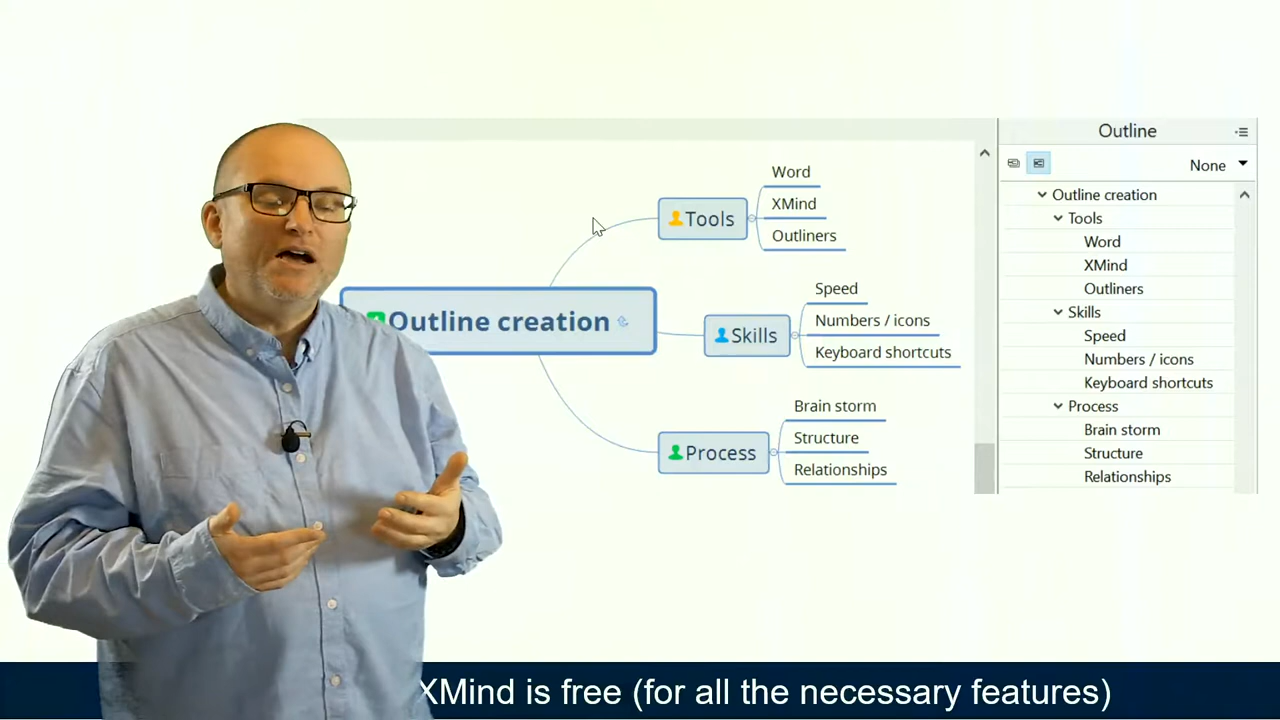 Word
XMind
Outliners
Tools
Outline creation
Speed
Numbers / icons
Keyboard shortcuts
Skills
Brain storm
Structure
Relationships
Process
Outline
None
Outline creation
Tools
Word
XMind
Outliners
Skills
Speed
Numbers / icons
Keyboard shortcuts
Process
Brain storm
Structure
Relationships
XMind is free (for all the necessary features)